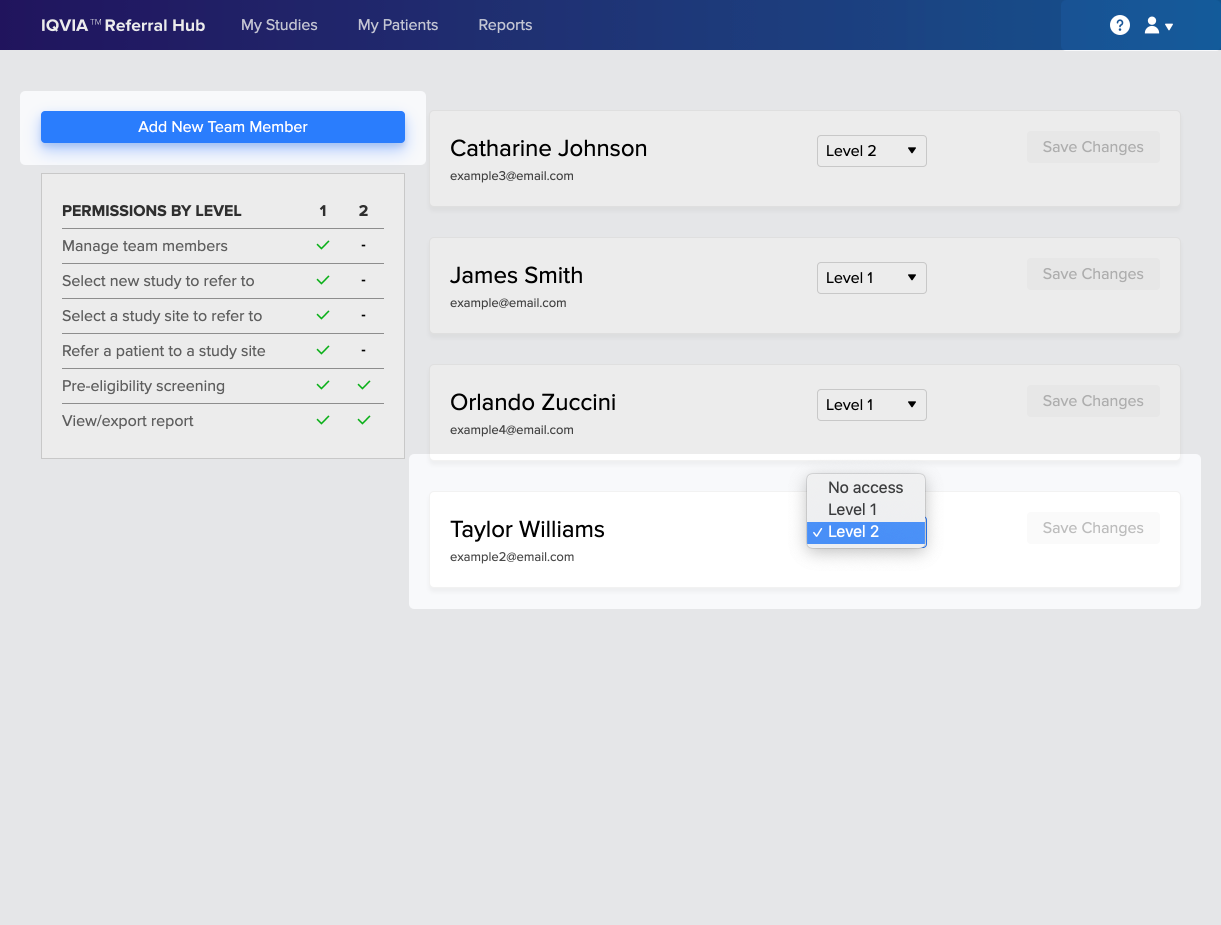 IQVIA™ Referral Hub My Studies My Patients Reports ?
Add New Team Member
PERMISSIONS BY LEVEL 1 2
Manage team members ✓ -
Select new study to refer to ✓ -
Select a study site to refer to ✓ -
Refer a patient to a study site ✓ -
Pre-eligibility screening ✓ ✓
View/export report ✓ ✓
Catharine Johnson Level 2 Save Changes
example3@email.com
James Smith Level 1 Save Changes
example@email.com
Orlando Zuccini Level 1 Save Changes
example4@email.com
No access
Level 1
Taylor Williams ✓ Level 2 Save Changes
example2@email.com